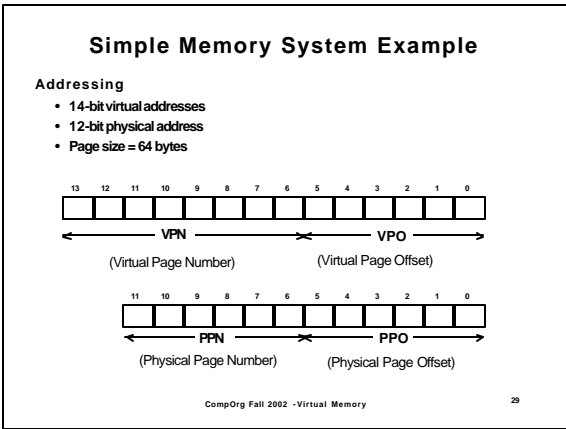 Simple Memory System Example
Addressing
• 14-bit virtual addresses
• 12-bit physical address
• Page size = 64 bytes
13 12 11 10 9 8 7 6 5 4 3 2 1 0
VPN VPO
(Virtual Page Number) (Virtual Page Offset)
11 10 9 8 7 6 5 4 3 2 1 0
PPN PPO
(Physical Page Number) (Physical Page Offset)
CompOrg Fall 2002 - Virtual Memory 29